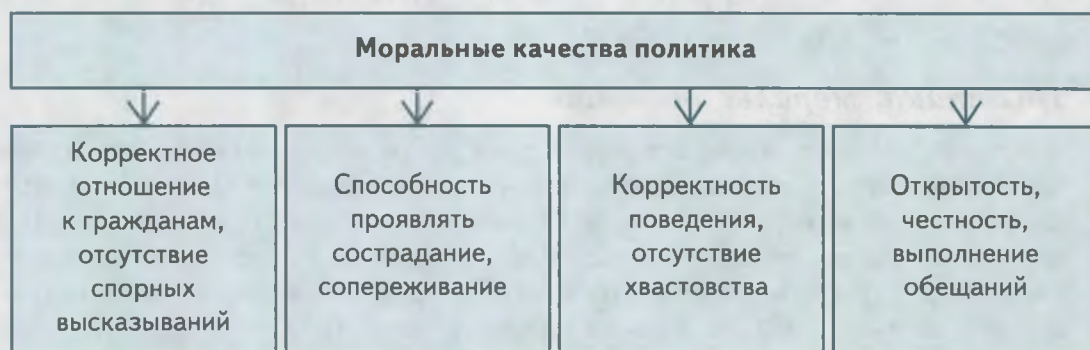 Моральные качества политика
Корректное
отношение
к гражданам,
отсутствие
спорных
высказываний
Способность
проявлять
сострадание,
сопереживание
Корректность
поведения,
отсутствие
хвастовства
Открытость,
честность,
выполнение
обещаний